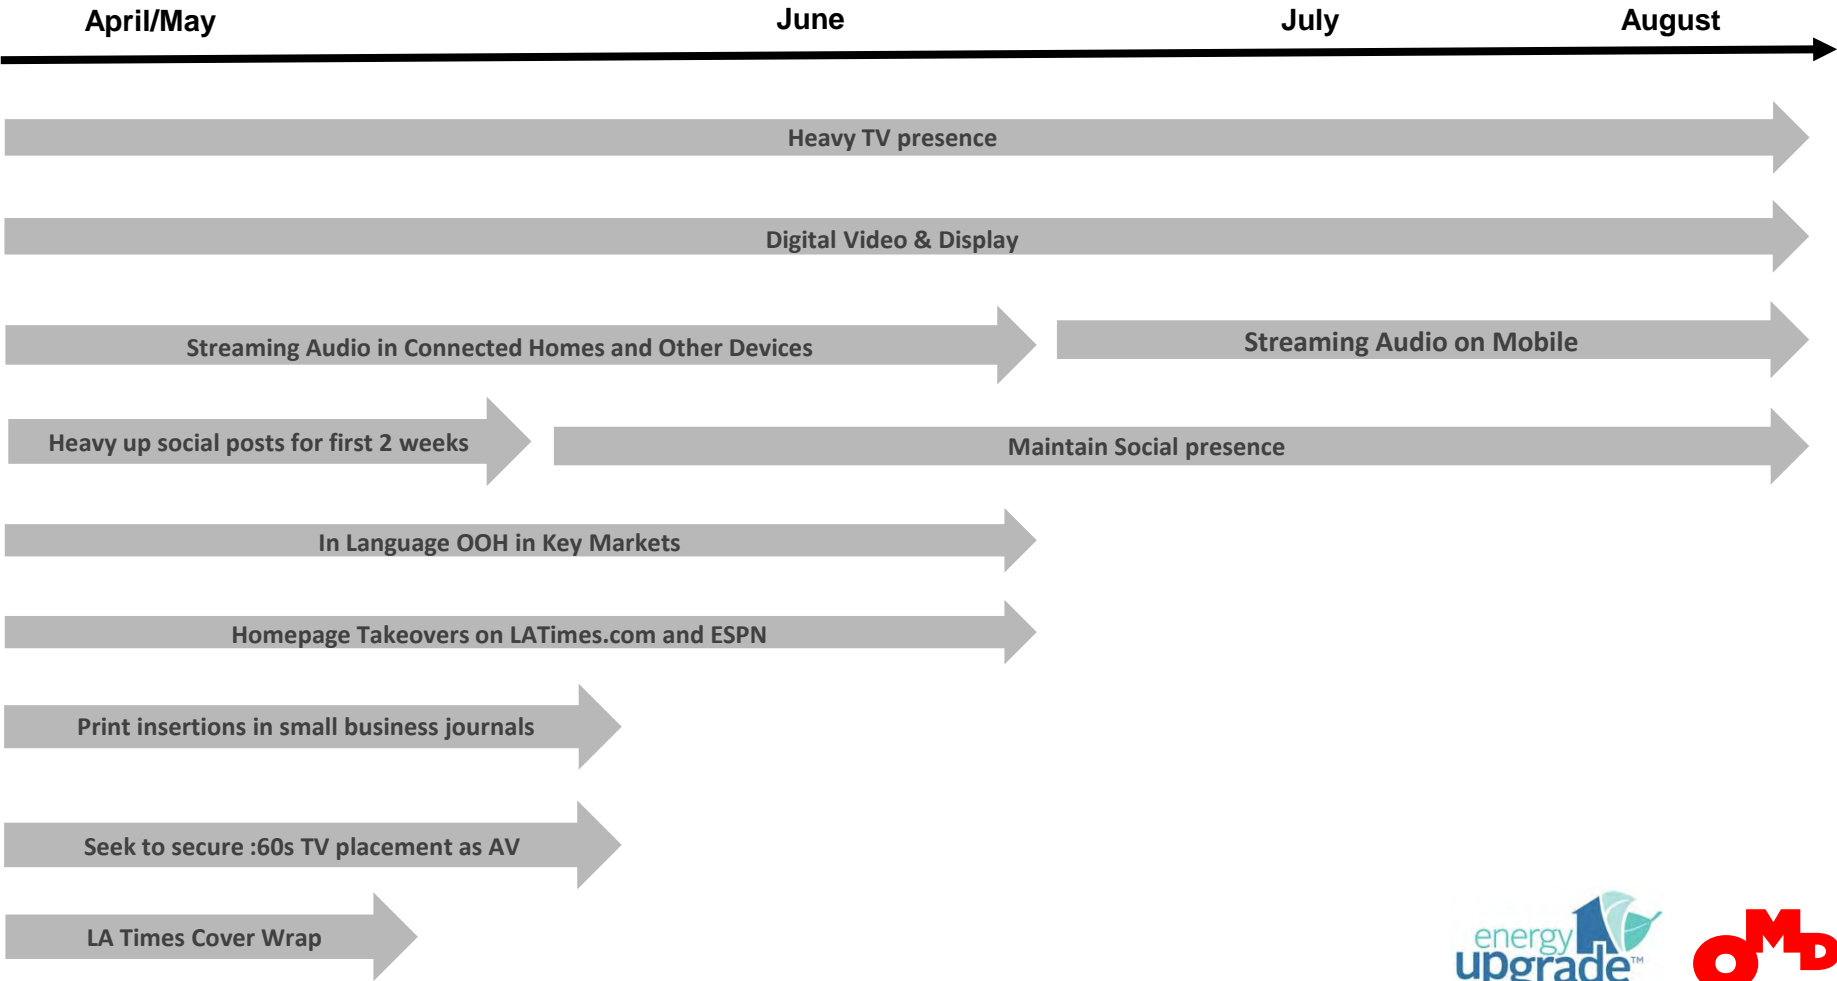 April/May June July August
Heavy TV presence
Digital Video & Display
Streaming Audio in Connected Homes and Other Devices
Streaming Audio on Mobile
Heavy up social posts for first 2 weeks
Maintain Social presence
In Language OOH in Key Markets
Homepage Takeovers on LATimes.com and ESPN
Print insertions in small business journals
Seek to secure :60s TV placement as AV
LA Times Cover Wrap
energy
upgrade™
OMD